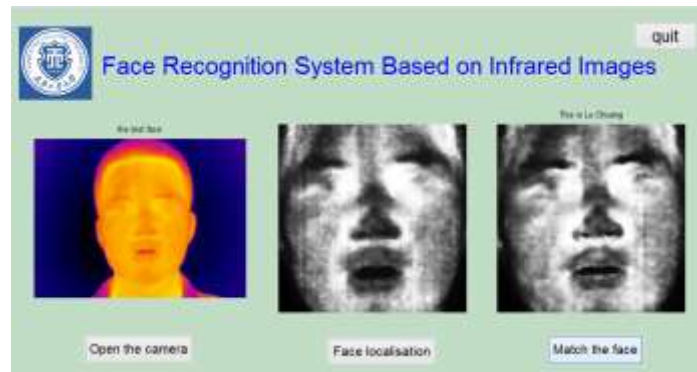 quit
Face Recognition System Based on Infrared Images
the test face
This is Lu Chuang
Open the camera
Face localisation
Match the face